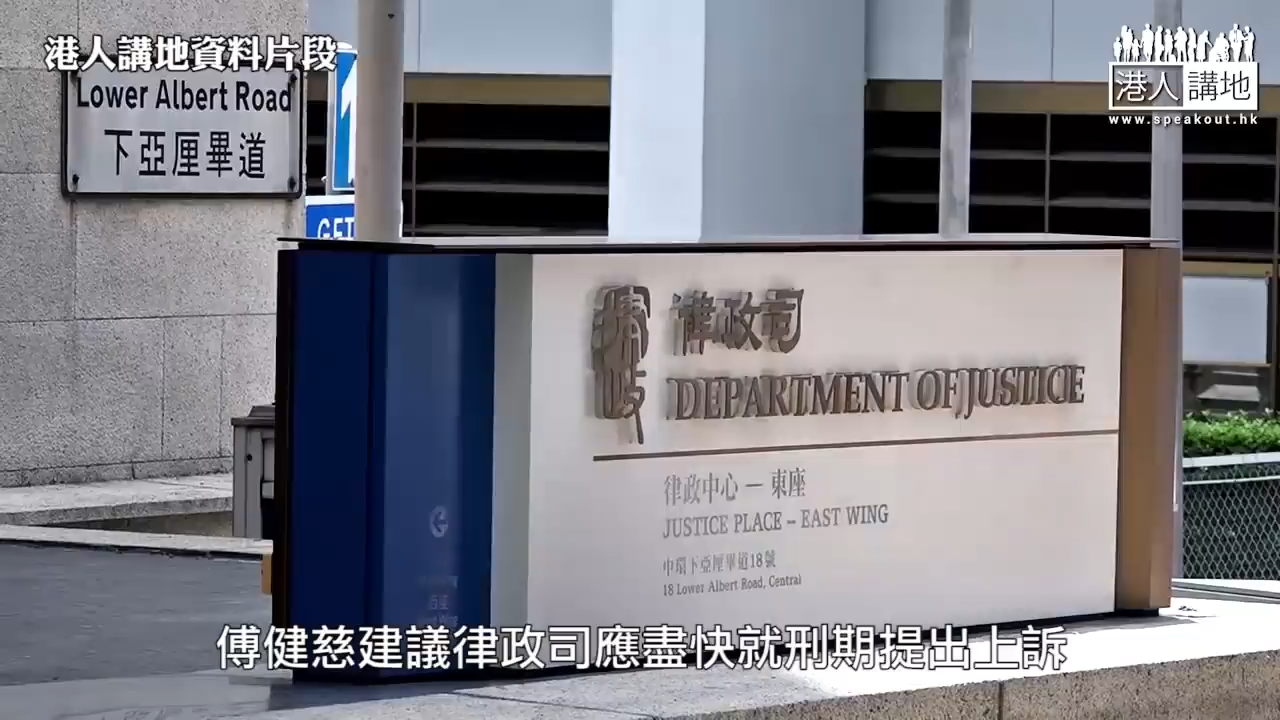 港人講地資料片段
港人講地
www.speakout.hk
Lower Albert Road
下亞厘畢道
GET
律政司
DEPARTMENT OF JUSTICE
律政中心 — 東座
JUSTICE PLACE – EAST WING
中環下亞厘畢道18號
18 Lower Albert Road, Central
傅健慈建議律政司應盡快就刑期提出上訴